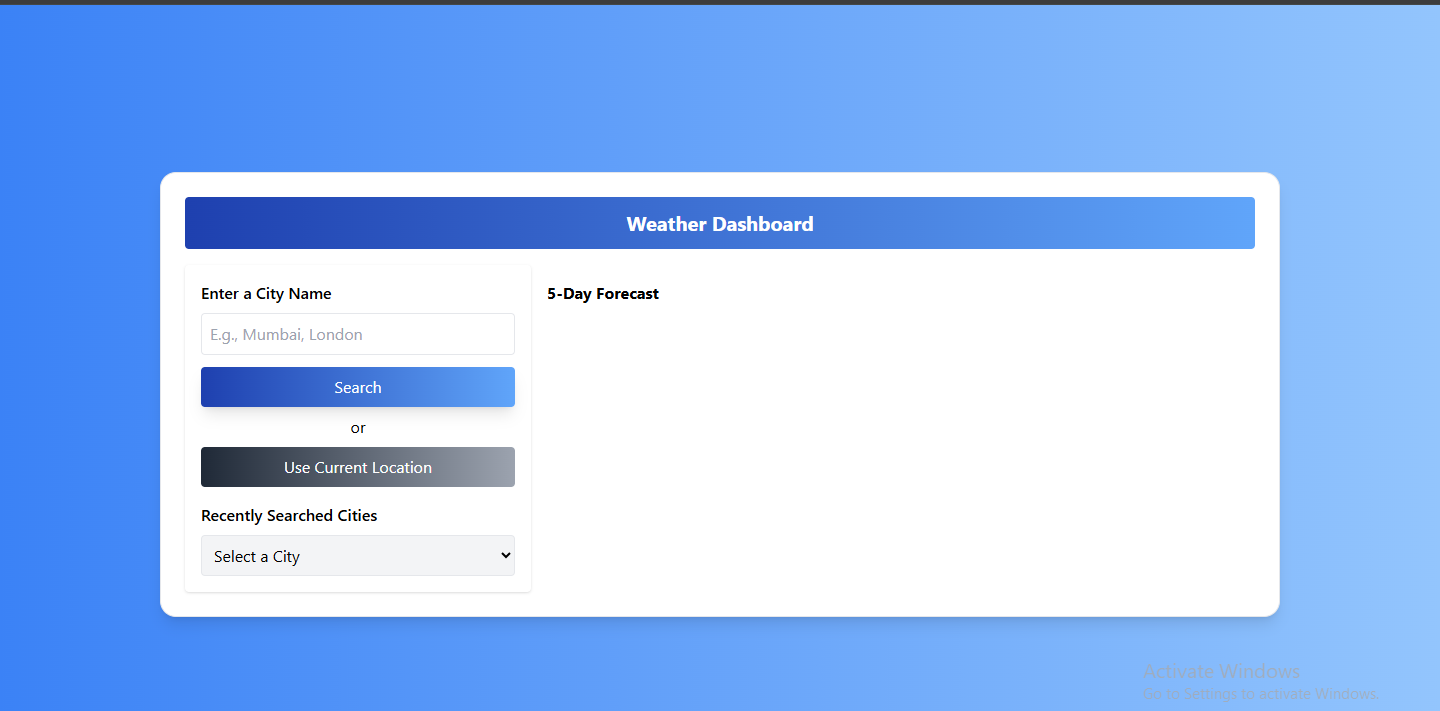 Weather Dashboard
Enter a City Name
E.g., Mumbai, London
Search
or
Use Current Location
Recently Searched Cities
Select a City
5-Day Forecast
Activate Windows
Go to Settings to activate Windows.